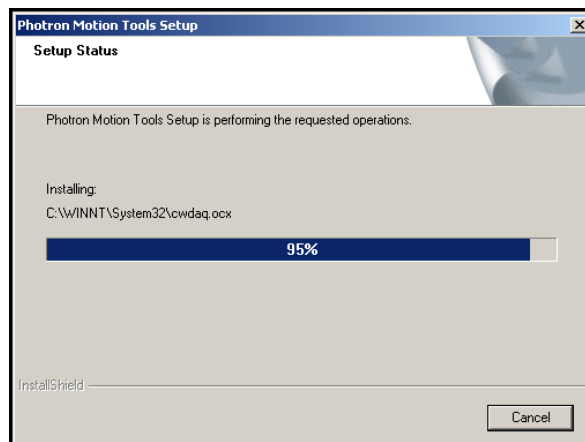 Photron Motion Tools Setup
Setup Status
Photron Motion Tools Setup is performing the requested operations.
Installing:
C:\WINNT\System32\cwdaq.ocx
95%
InstallShield
Cancel